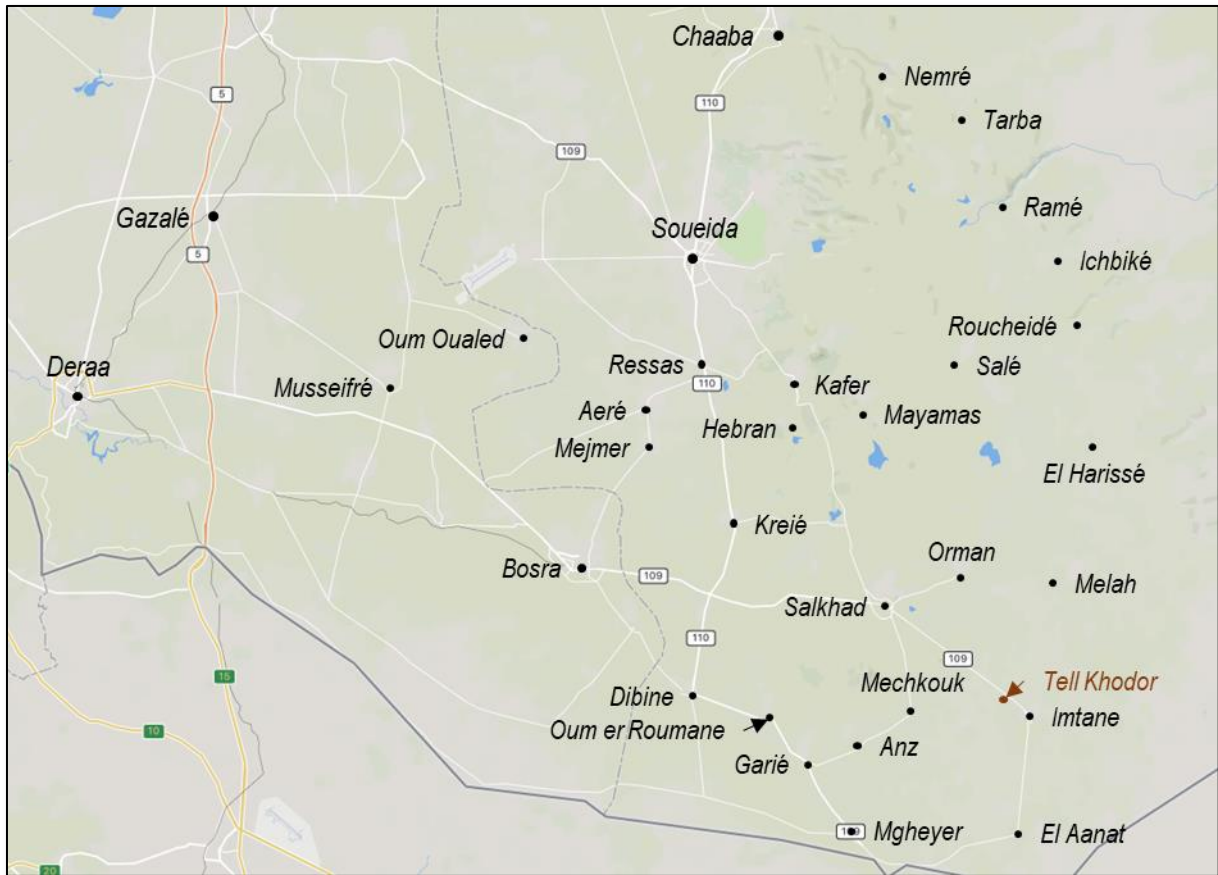 Chaaba
Nemré
5
110
Tarba
109
Gazalé
Ramé
Soueida
5
Ichbiké
Oum Oualed
Roucheidé
Deraa
Ressas
Salé
Musseifré
110
Kafer
Aeré
Mayamas
Hebran
Mejmer
El Harissé
Kreié
Orman
Bosra
109
Melah
Salkhad
110
109
15
Mechkouk
Tell Khodor
Dibine
Imtane
Oum er Roumane
10
Anz
Garié
Mgheyer
El Aanat
20